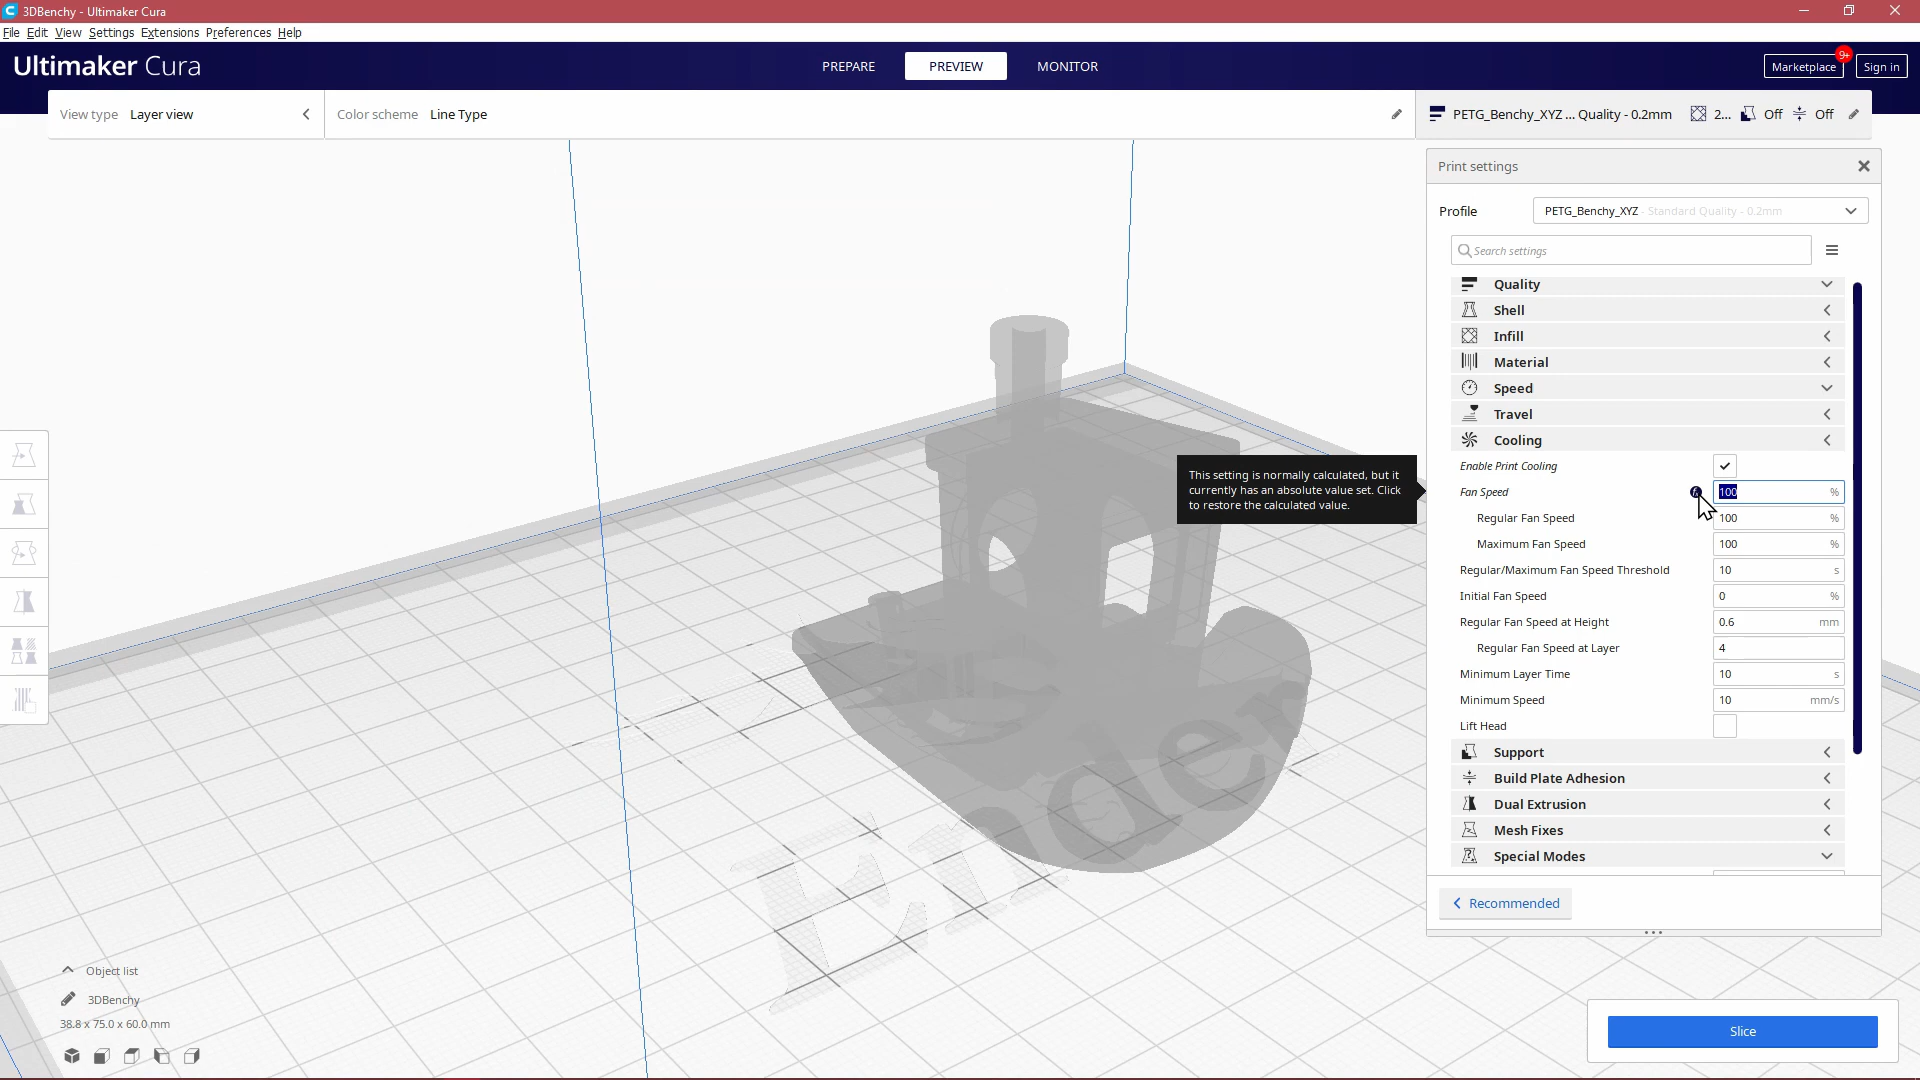 3DBenchy - Ultimaker Cura
File Edit View Settings Extensions Preferences Help
Ultimaker Cura
PREPARE
PREVIEW
MONITOR
Marketplace
9+
Sign in
View type Layer view
Color scheme Line Type
PETG_Benchy_XYZ ... Quality - 0.2mm
2...
Off
Off
Print settings
Profile
PETG_Benchy_XYZ - Standard Quality - 0.2mm
Search settings
Quality
Shell
Infill
Material
Speed
Travel
Cooling
Enable Print Cooling
Fan Speed 100 %
This setting is normally calculated, but it
currently has an absolute value set. Click
to restore the calculated value.
Regular Fan Speed 100 %
Maximum Fan Speed 100 %
Regular/Maximum Fan Speed Threshold 10 s
Initial Fan Speed 0 %
Regular Fan Speed at Height 0.6 mm
Regular Fan Speed at Layer 4
Minimum Layer Time 10 s
Minimum Speed 10 mm/s
Lift Head
Support
Build Plate Adhesion
Dual Extrusion
Mesh Fixes
Special Modes
Recommended
Object list
3DBenchy
38.8 x 75.0 x 60.0 mm
Slice